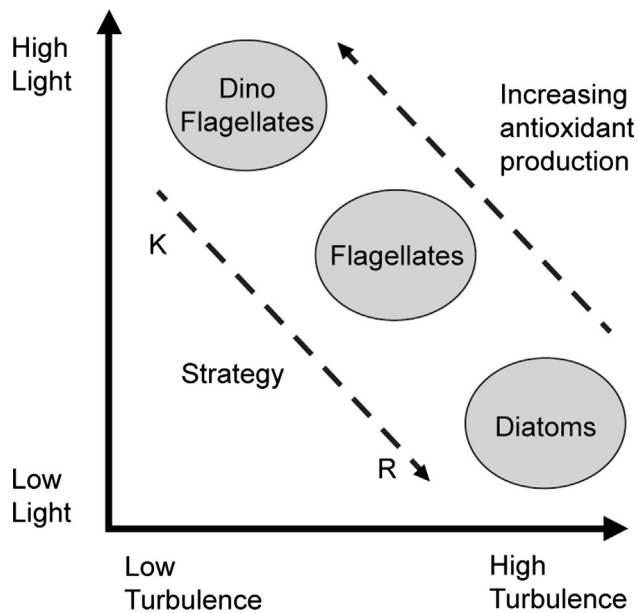 High
Light
Dino
Flagellates
Increasing
antioxidant
production
K
Flagellates
Strategy
R
Diatoms
Low
Light
Low
Turbulence
High
Turbulence